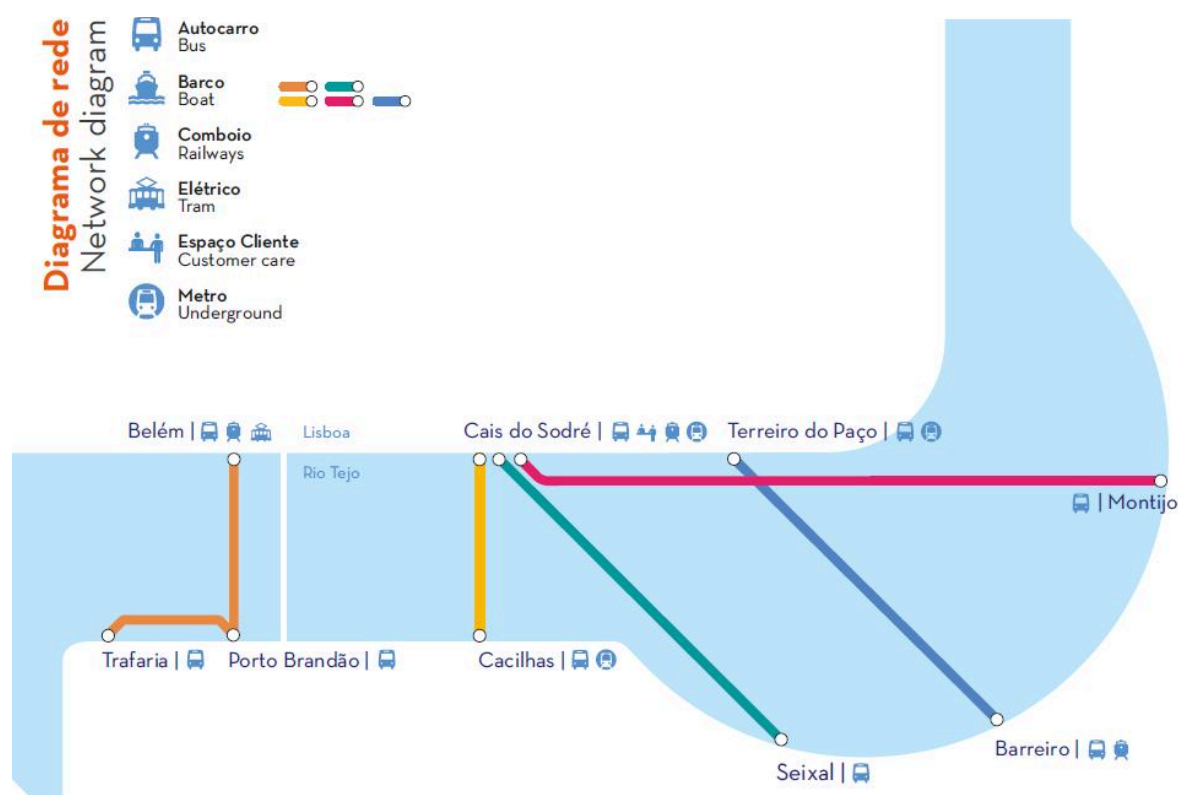 Diagrama de rede
Network diagram
Autocarro
Bus
Barco
Boat
Comboio
Railways
Elétrico
Tram
Espaço Cliente
Customer care
Metro
Underground
Belém |
Lisboa
Cais do Sodré |
Terreiro do Paço |
Rio Tejo
| Montijo
Trafaria |
Porto Brandão |
Cacilhas |
Barreiro |
Seixal |